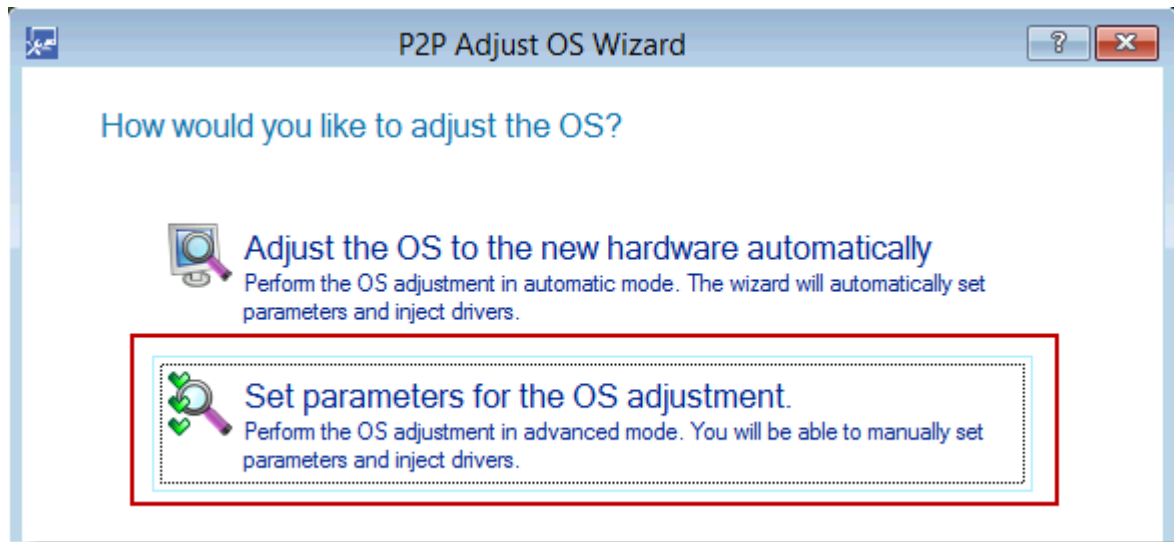 P2P Adjust OS Wizard
?
How would you like to adjust the OS?
Adjust the OS to the new hardware automatically
Perform the OS adjustment in automatic mode. The wizard will automatically set
parameters and inject drivers.
Set parameters for the OS adjustment.
Perform the OS adjustment in advanced mode. You will be able to manually set
parameters and inject drivers.